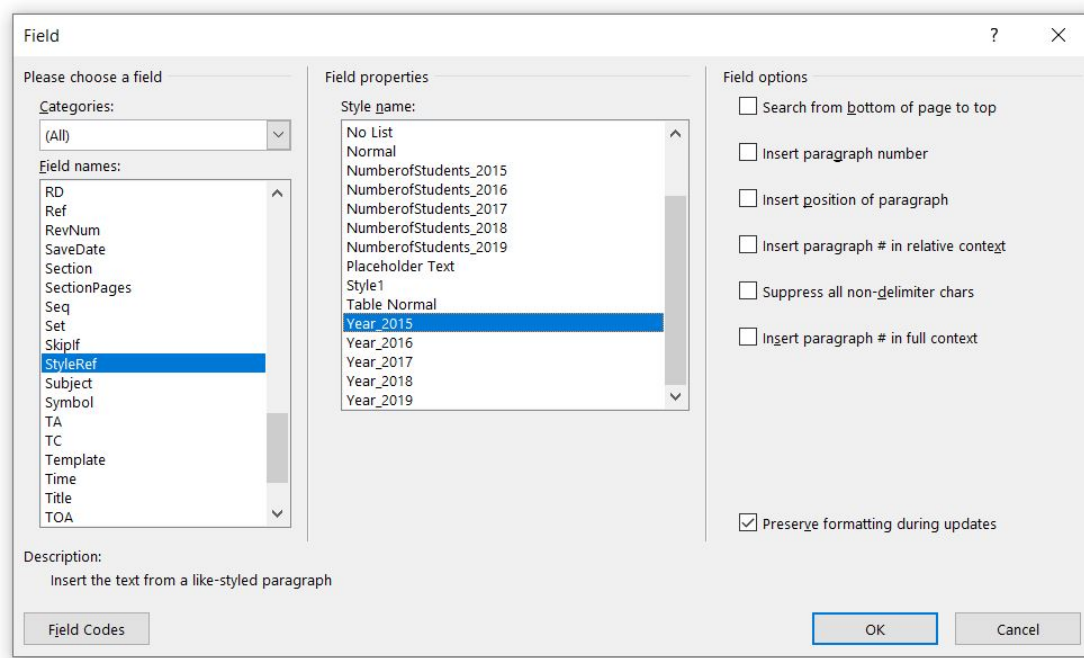 Field
?
Please choose a field
Categories:
(All)
Field names:
RD
Ref
RevNum
SaveDate
Section
SectionPages
Seq
Set
SkipIf
StyleRef
Subject
Symbol
TA
TC
Template
Time
Title
TOA
Field properties
Style name:
No List
Normal
NumberofStudents_2015
NumberofStudents_2016
NumberofStudents_2017
NumberofStudents_2018
NumberofStudents_2019
Placeholder Text
Style1
Table Normal
Year_2015
Year_2016
Year_2017
Year_2018
Year_2019
Field options
Search from bottom of page to top
Insert paragraph number
Insert position of paragraph
Insert paragraph # in relative context
Suppress all non-delimiter chars
Insert paragraph # in full context
Preserve formatting during updates
Description:
Insert the text from a like-styled paragraph
Field Codes
OK
Cancel